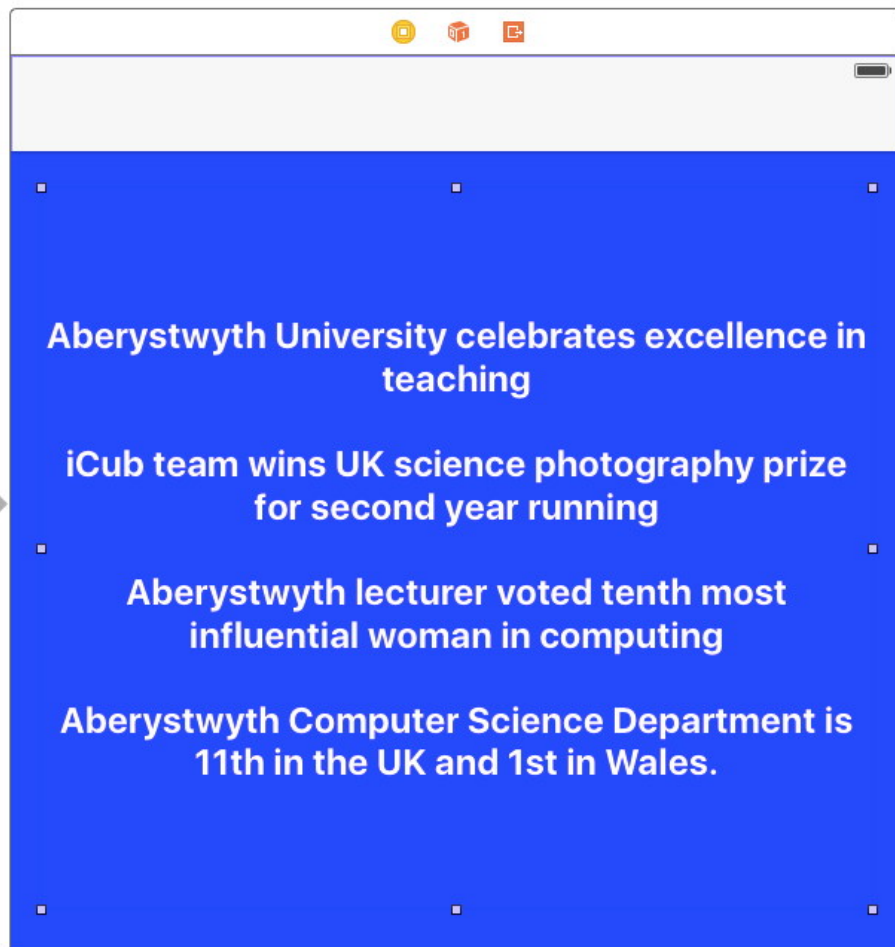 Aberystwyth University celebrates excellence in
teaching
iCub team wins UK science photography prize
for second year running
Aberystwyth lecturer voted tenth most
influential woman in computing
Aberystwyth Computer Science Department is
11th in the UK and 1st in Wales.